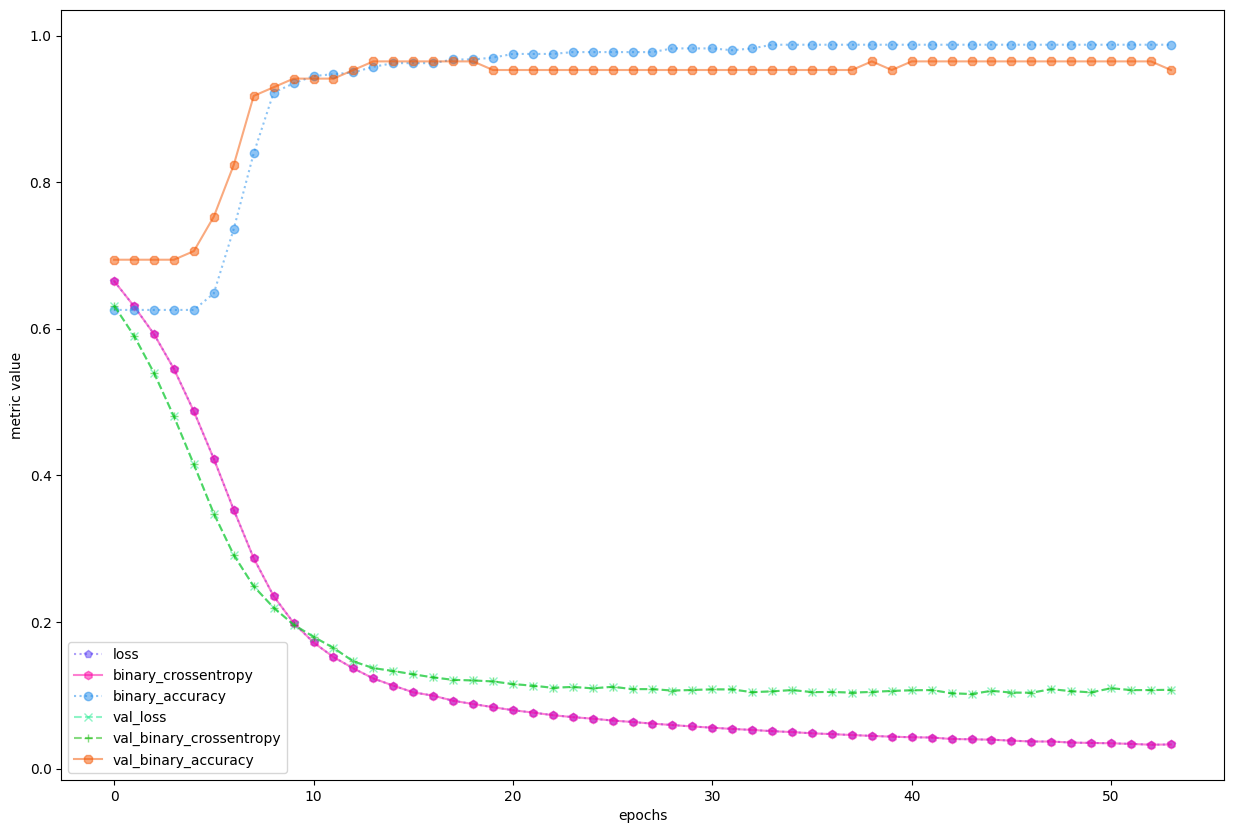 1.0
0.8
0.6
metric value
0.4
0.2
0.0
loss
binary_crossentropy
binary_accuracy
val_loss
val_binary_crossentropy
val_binary_accuracy
0 10 20 30 40 50
epochs